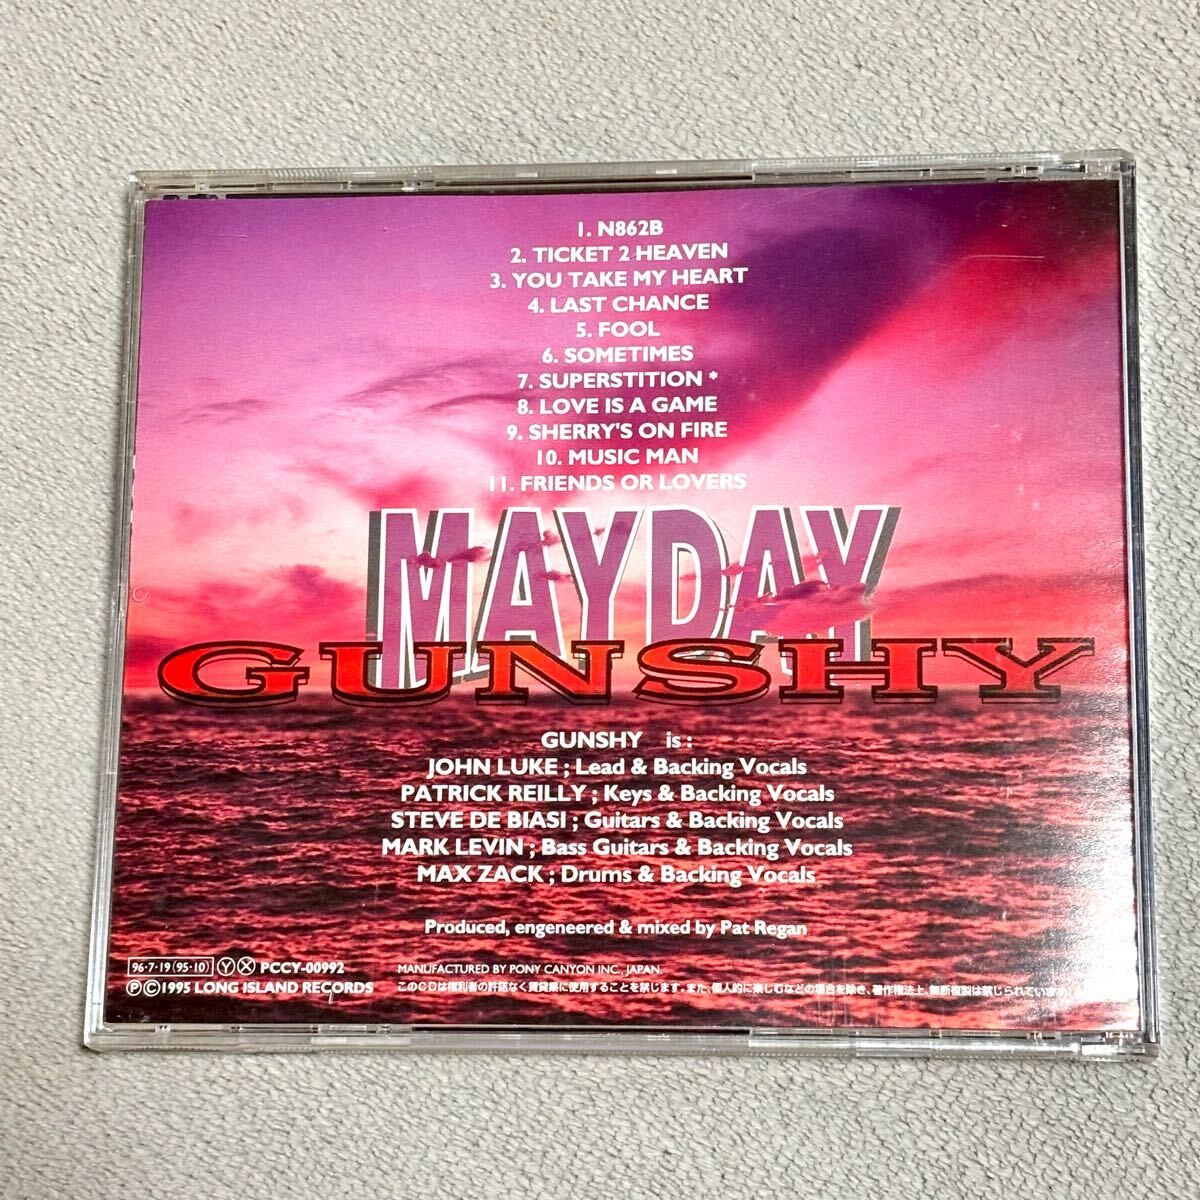 1. N862B
2. TICKET 2 HEAVEN
3. YOU TAKE MY HEART
4. LAST CHANCE
5. FOOL
6. SOMETIMES
7. SUPERSTITION *
8. LOVE IS A GAME
9. SHERRY'S ON FIRE
10. MUSIC MAN
11. FRIENDS OR LOVERS
MAYDAY
GUNSHY
GUNSHY is :
JOHN LUKE ; Lead & Backing Vocals
PATRICK REILLY ; Keys & Backing Vocals
STEVE DE BIASI ; Guitars & Backing Vocals
MARK LEVIN ; Bass Guitars & Backing Vocals
MAX ZACK ; Drums & Backing Vocals
Produced, engeneered & mixed by Pat Regan
96·7·19 (95·10) Ⓨ Ⓧ PCCY-00992
MANUFACTURED BY PONY CANYON INC., JAPAN.
Ⓟ©1995 LONG ISLAND RECORDS
このCDは権利者の許諾なく賃貸業に使用することを禁じます。また、個人的に楽しむなどの場合を除き、著作権法上、無断複製は禁じられています。